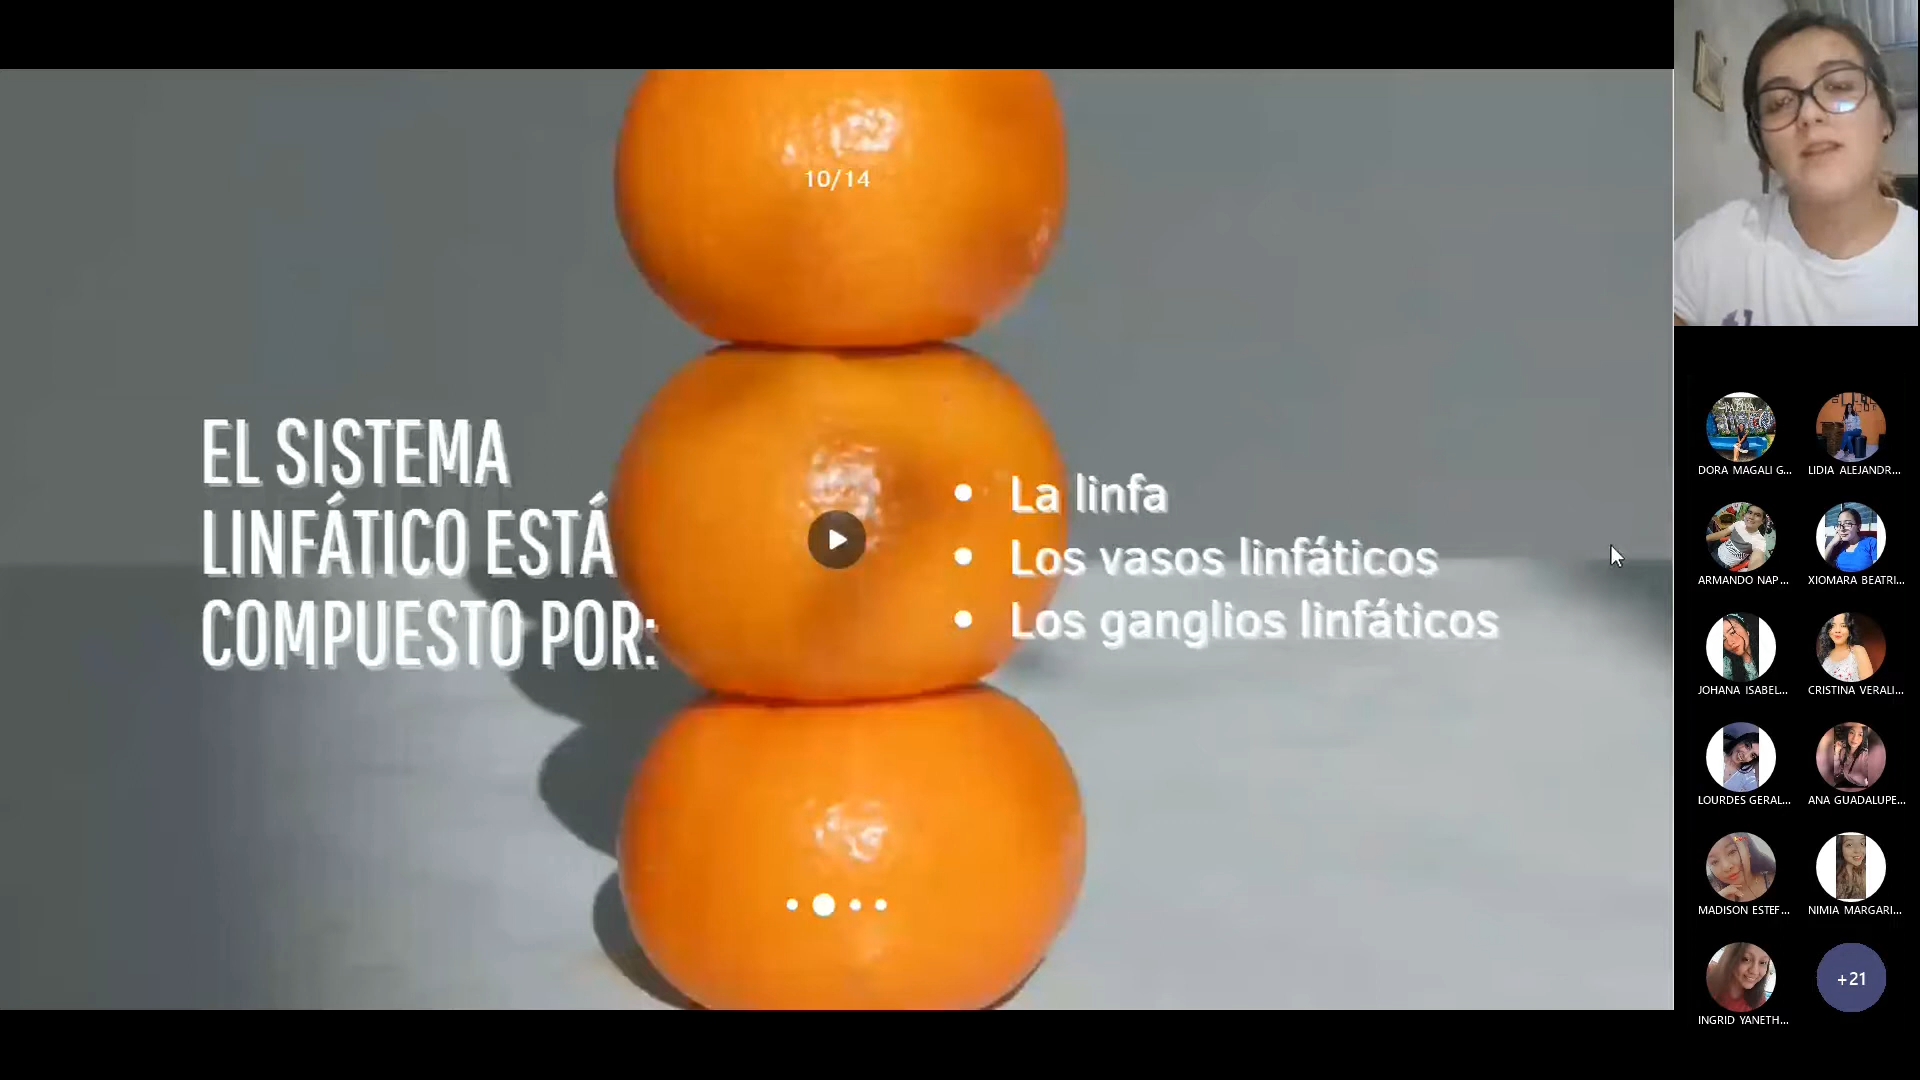 10/14
EL SISTEMA
LINFÁTICO ESTÁ
COMPUESTO POR:
• La linfa
• Los vasos linfáticos
• Los ganglios linfáticos
DORA MAGALI G...
LIDIA ALEJANDR...
ARMANDO NAP...
XIOMARA BEATRI...
JOHANA ISABEL...
CRISTINA VERALI...
LOURDES GERAL...
ANA GUADALUPE...
MADISON ESTEF...
NIMIA MARGARI...
INGRID YANETH...
+21